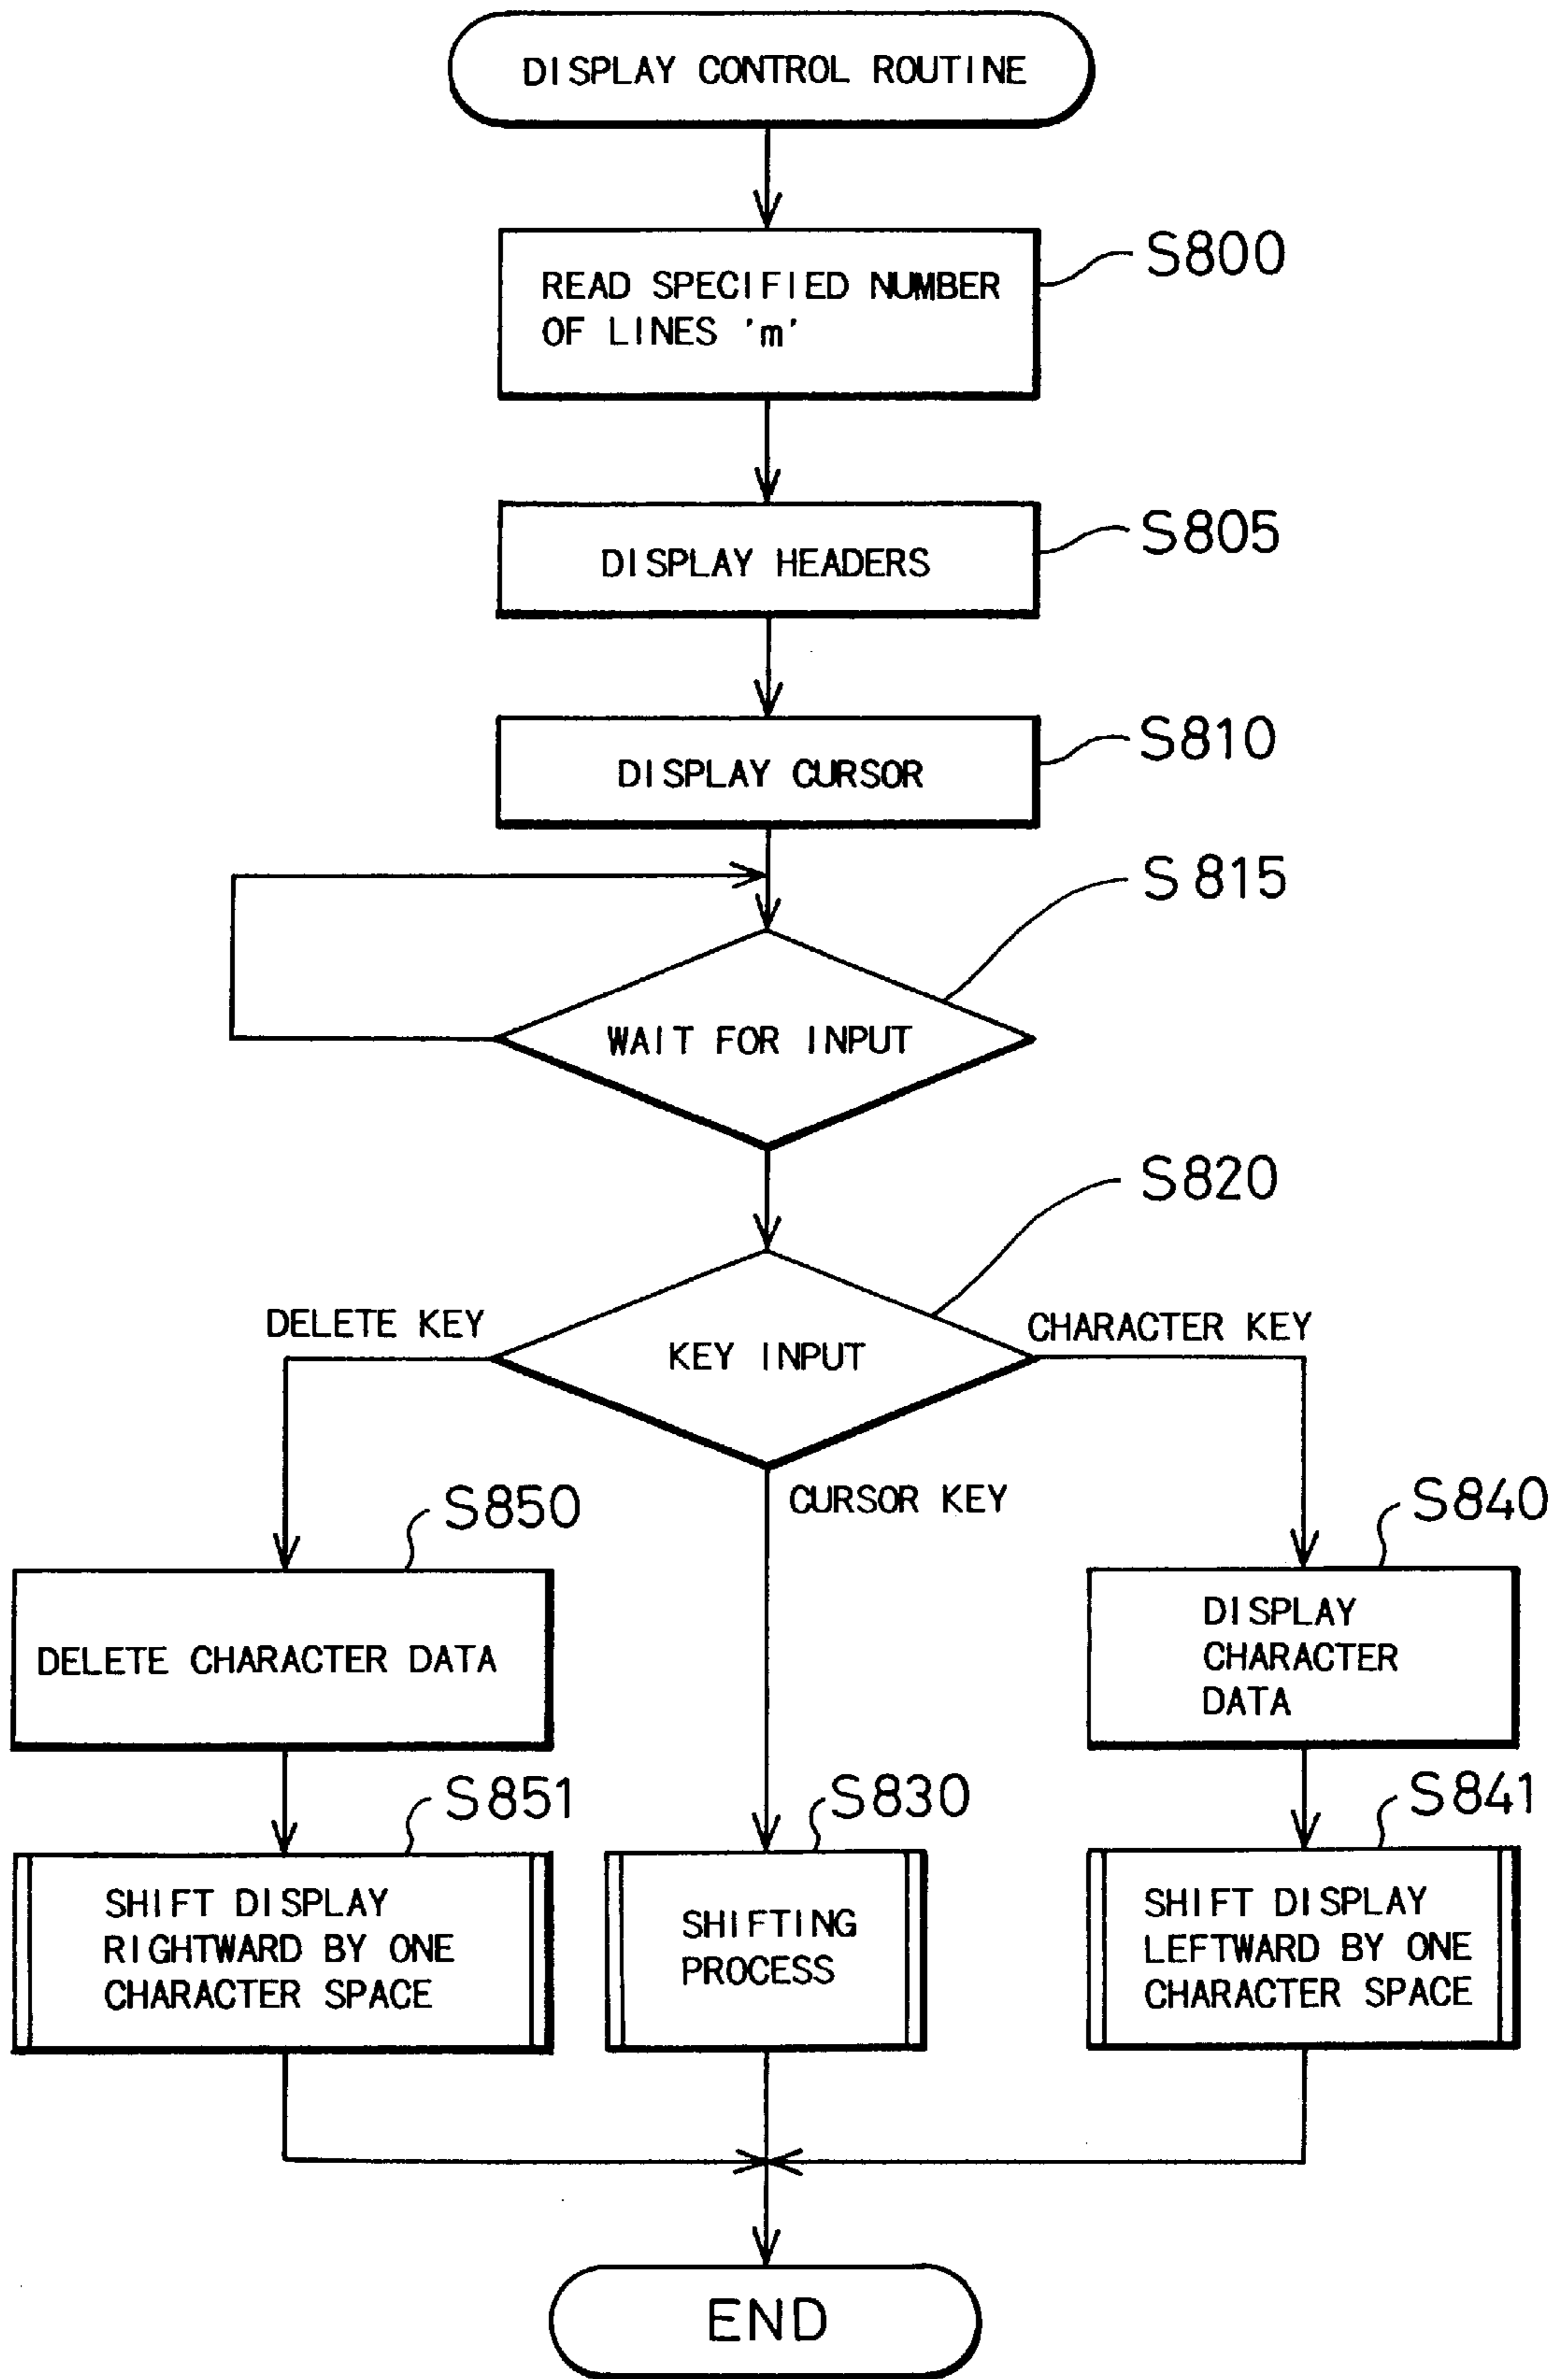 DISPLAY CONTROL ROUTINE
S800
READ SPECIFIED NUMBER
OF LINES 'm'
S805
DISPLAY HEADERS
S810
DISPLAY CURSOR
S815
WAIT FOR INPUT
S820
DELETE KEY
CHARACTER KEY
KEY INPUT
CURSOR KEY
S850
S840
DELETE CHARACTER DATA
DISPLAY
CHARACTER
DATA
S851
S830
S841
SHIFT DISPLAY
RIGHTWARD BY ONE
CHARACTER SPACE
SHIFTING
PROCESS
SHIFT DISPLAY
LEFTWARD BY ONE
CHARACTER SPACE
END